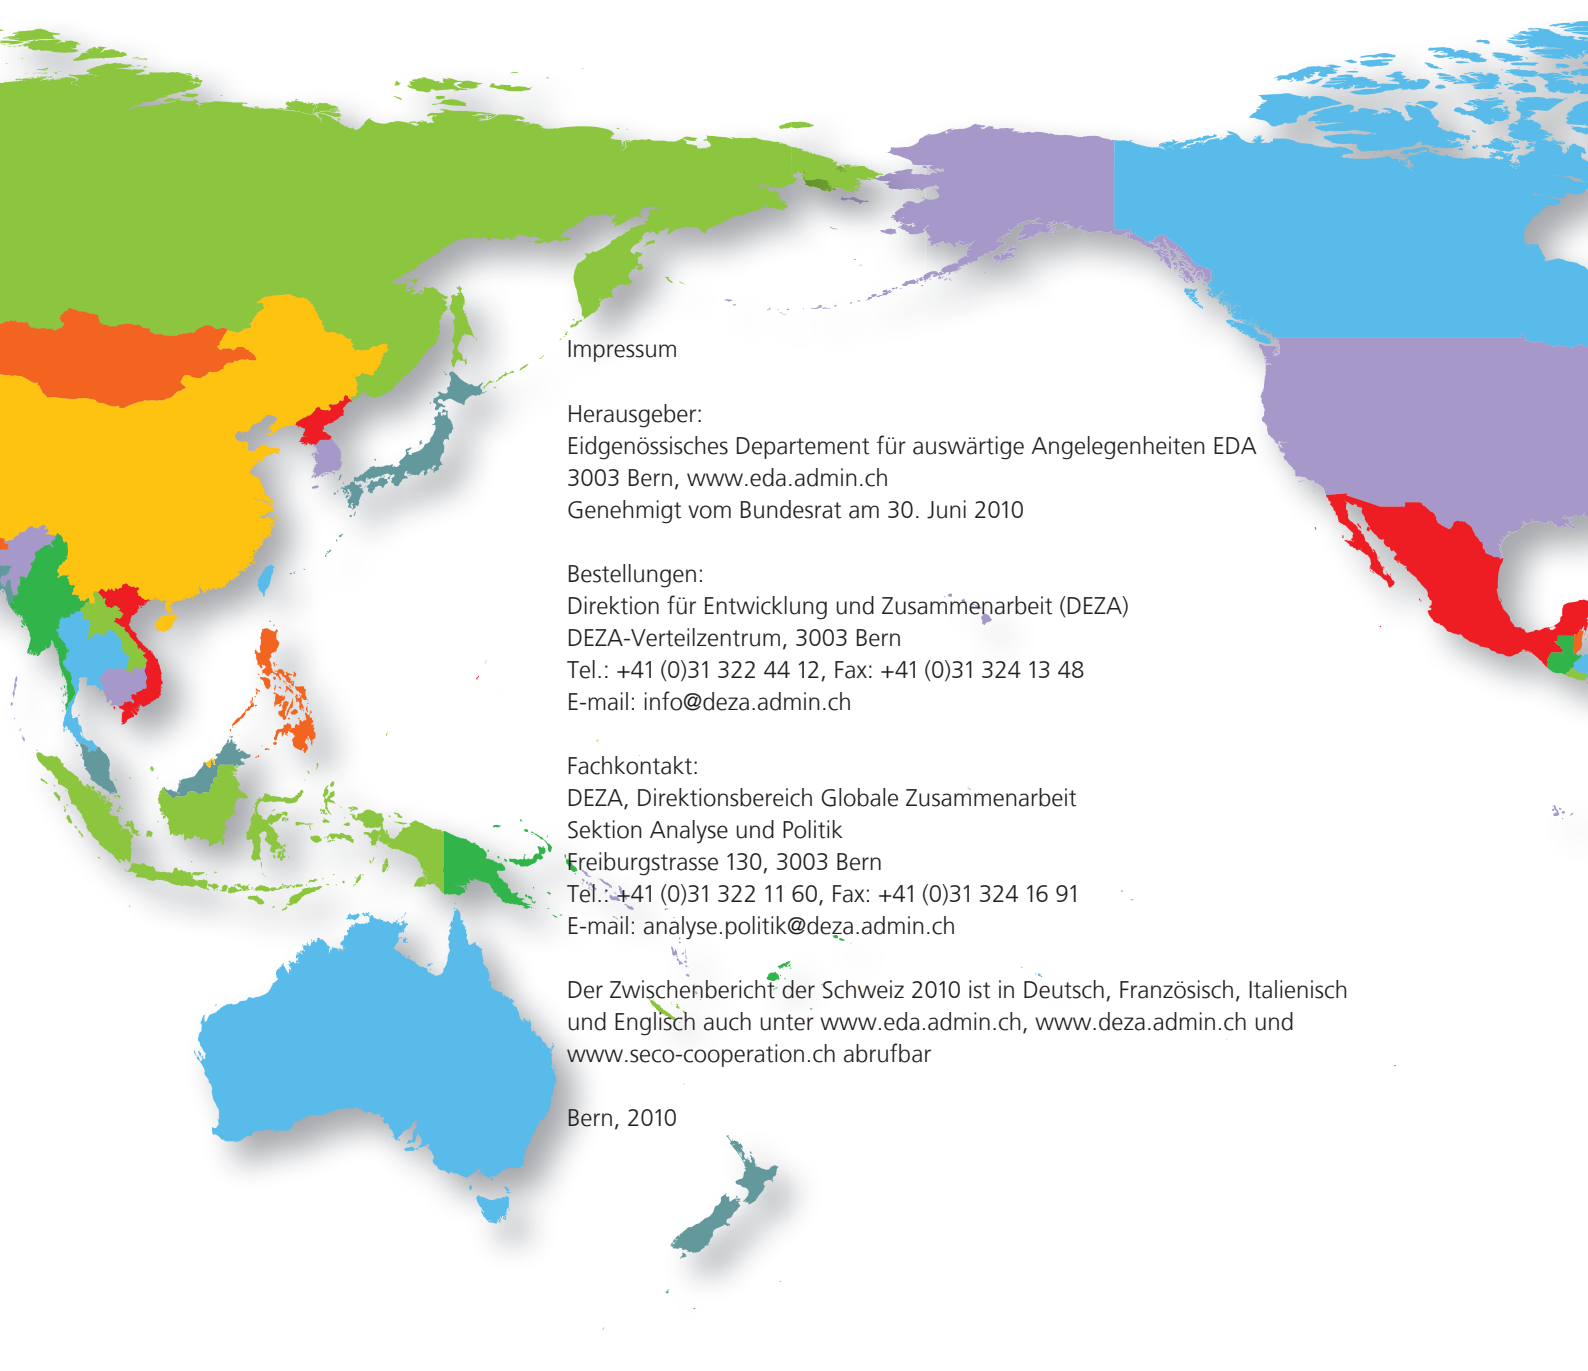 Impressum
Herausgeber:
Eidgenössisches Departement für auswärtige Angelegenheiten EDA
3003 Bern, www.eda.admin.ch
Genehmigt vom Bundesrat am 30. Juni 2010
Bestellungen:
Direktion für Entwicklung und Zusammenarbeit (DEZA)
DEZA-Verteilzentrum, 3003 Bern
Tel.: +41 (0)31 322 44 12, Fax: +41 (0)31 324 13 48
E-mail: info@deza.admin.ch
Fachkontakt:
DEZA, Direktionsbereich Globale Zusammenarbeit
Sektion Analyse und Politik
Freiburgstrasse 130, 3003 Bern
Tel.: +41 (0)31 322 11 60, Fax: +41 (0)31 324 16 91
E-mail: analyse.politik@deza.admin.ch
Der Zwischenbericht der Schweiz 2010 ist in Deutsch, Französisch, Italienisch
und Englisch auch unter www.eda.admin.ch, www.deza.admin.ch und
www.seco-cooperation.ch abrufbar
Bern, 2010